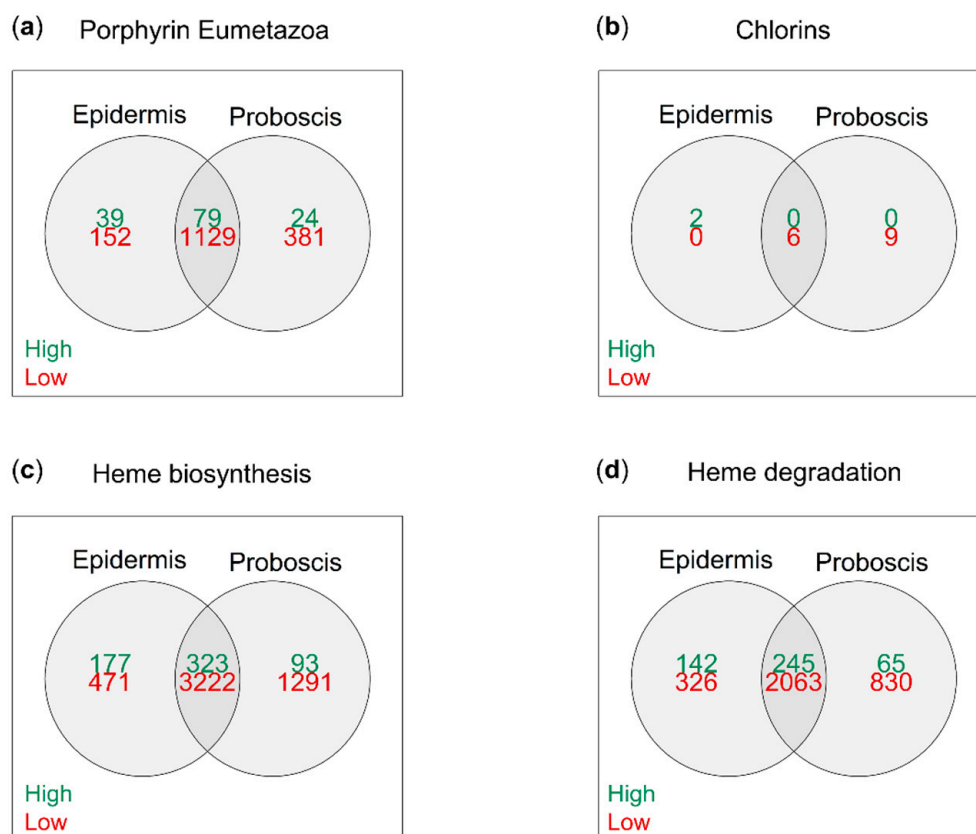 (a) Porphyrin Eumetazoa
Epidermis Proboscis
39 79 24
152 1129 381
High
Low
(b) Chlorins
Epidermis Proboscis
2 0 0
0 6 9
High
Low
(c) Heme biosynthesis
Epidermis Proboscis
177 323 93
471 3222 1291
High
Low
(d) Heme degradation
Epidermis Proboscis
142 245 65
326 2063 830
High
Low